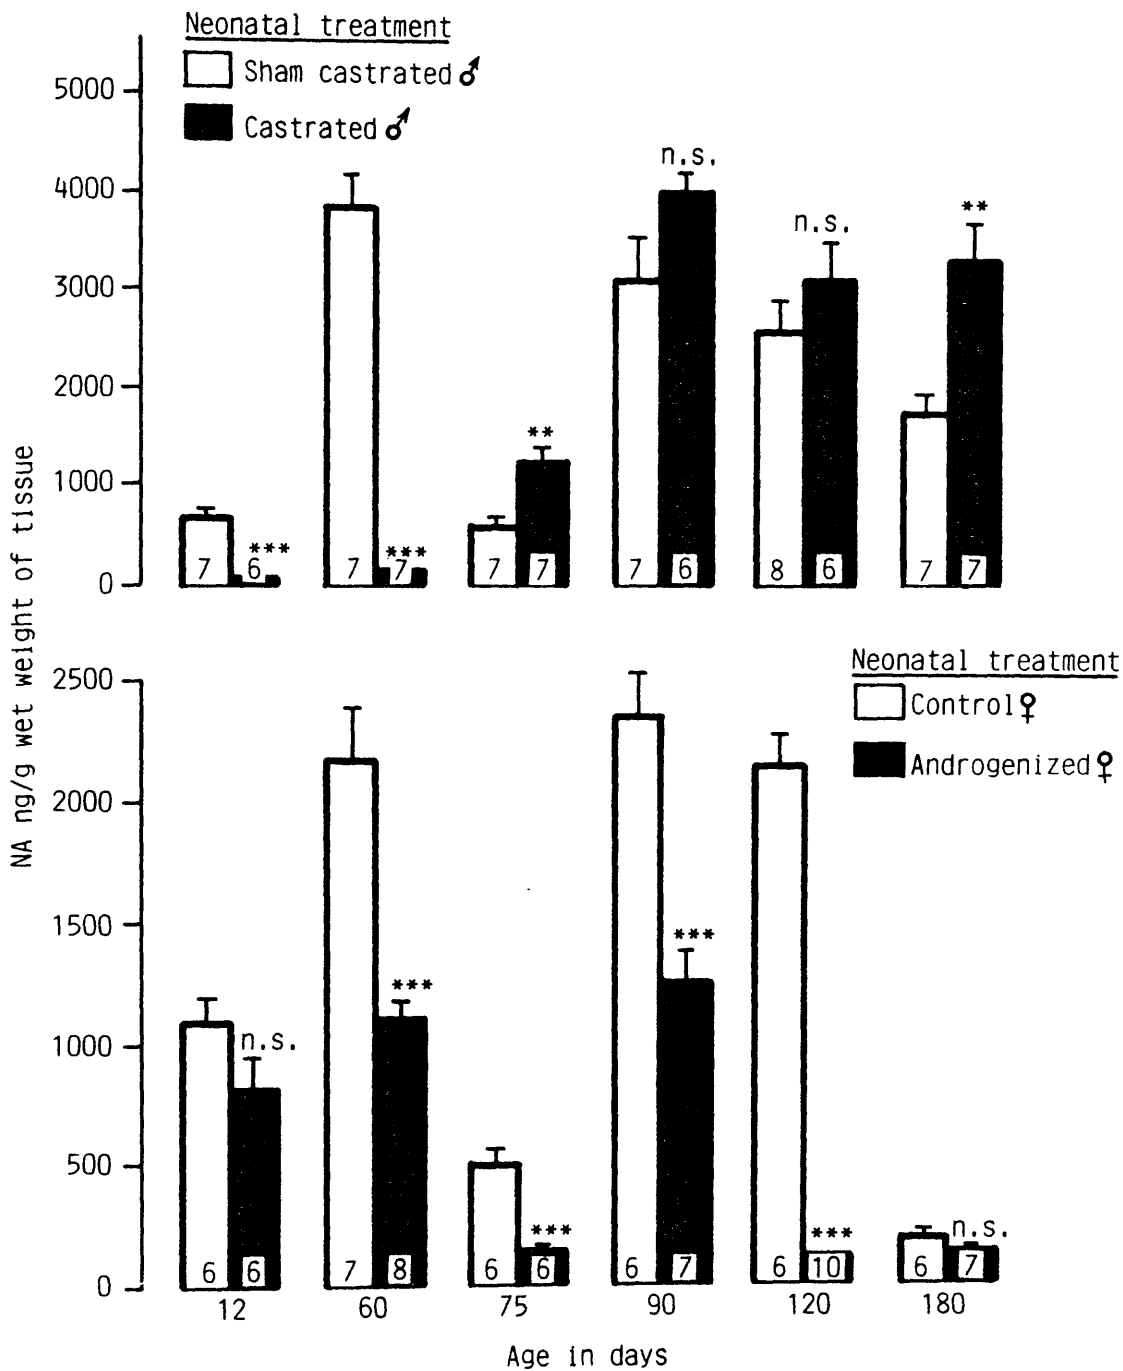 Neonatal treatment
Sham castrated ♂
Castrated ♂
5000
4000
3000
2000
1000
0
n.s.
n.s.
**
**
***
***
7 6 7 7 7 7 7 6 8 6 7 7
NA ng/g wet weight of tissue
Neonatal treatment
Control ♀
Androgenized ♀
2500
2000
1500
1000
500
0
n.s.
***
***
***
***
n.s.
6 6 7 8 6 6 6 7 6 10 6 7
12 60 75 90 120 180
Age in days